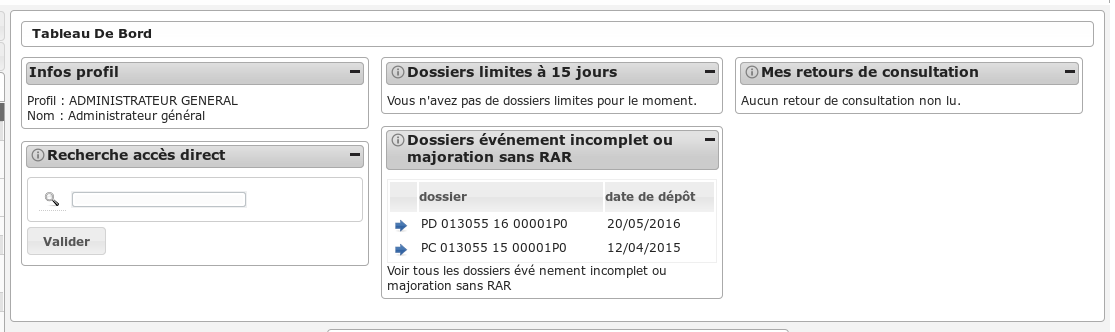 Tableau De Bord
Infos profil
Profil : ADMINISTRATEUR GENERAL
Nom : Administrateur général
Recherche accès direct
Valider
Dossiers limites à 15 jours
Vous n'avez pas de dossiers limites pour le moment.
Dossiers événement incomplet ou
majoration sans RAR
dossier date de dépôt
PD 013055 16 00001P0 20/05/2016
PC 013055 15 00001P0 12/04/2015
Voir tous les dossiers évé nement incomplet ou
majoration sans RAR
Mes retours de consultation
Aucun retour de consultation non lu.